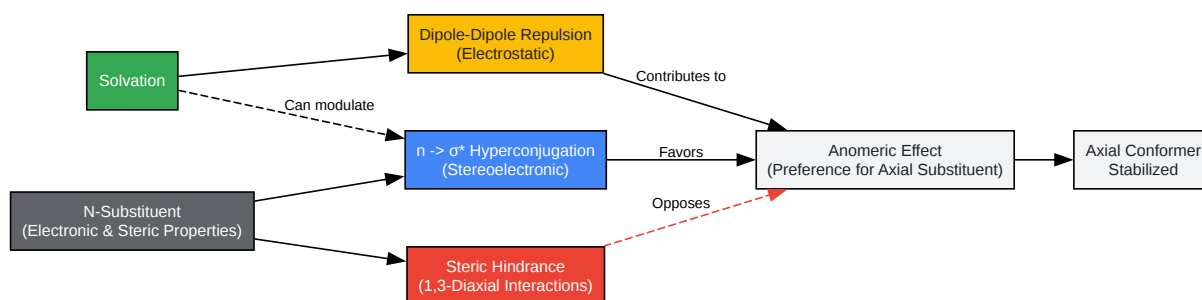 Dipole-Dipole Repulsion
(Electrostatic)
Solvation
Contributes to
Can modulate
n -> σ* Hyperconjugation
(Stereoelectronic)
Favors
Anomeric Effect
(Preference for Axial Substituent)
Axial Conformer
Stabilized
N-Substituent
(Electronic & Steric Properties)
Opposes
Steric Hindrance
(1,3-Diaxial Interactions)